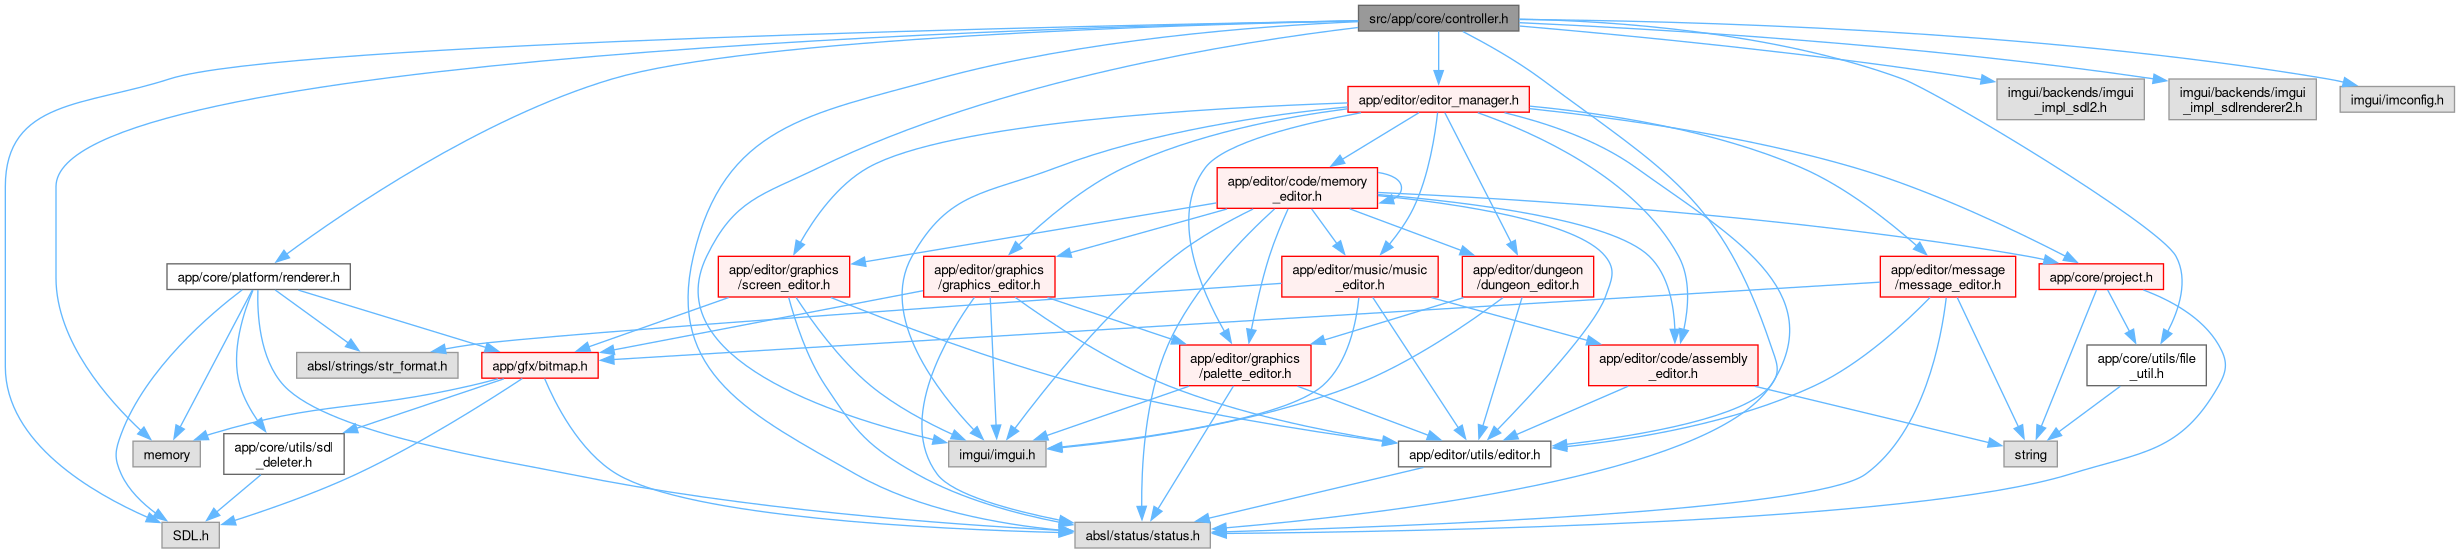 src/app/core/controller.h
app/editor/editor_manager.h
imgui/backends/imgui
_impl_sdl2.h
imgui/backends/imgui
_impl_sdlrenderer2.h
imgui/imconfig.h
app/editor/code/memory
_editor.h
app/core/platform/renderer.h
app/editor/graphics
/screen_editor.h
app/editor/graphics
/graphics_editor.h
app/editor/music/music
_editor.h
app/editor/dungeon
/dungeon_editor.h
app/editor/message
/message_editor.h
app/core/project.h
absl/strings/str_format.h
app/gfx/bitmap.h
app/editor/graphics
/palette_editor.h
app/editor/code/assembly
_editor.h
app/core/utils/file
_util.h
memory
app/core/utils/sdl
_deleter.h
imgui/imgui.h
app/editor/utils/editor.h
string
SDL.h
absl/status/status.h